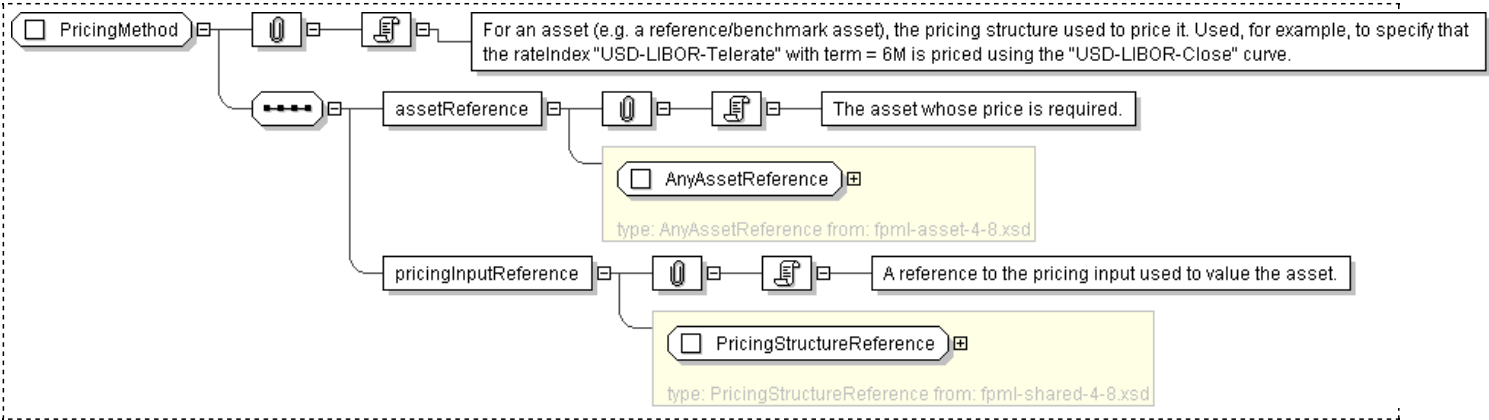 PricingMethod
For an asset (e.g. a reference/benchmark asset), the pricing structure used to price it. Used, for example, to specify that
the rateIndex "USD-LIBOR-Telerate" with term = 6M is priced using the "USD-LIBOR-Close" curve.
assetReference
The asset whose price is required.
AnyAssetReference
type: AnyAssetReference from: fpml-asset-4-8.xsd
pricingInputReference
A reference to the pricing input used to value the asset.
PricingStructureReference
type: PricingStructureReference from: fpml-shared-4-8.xsd